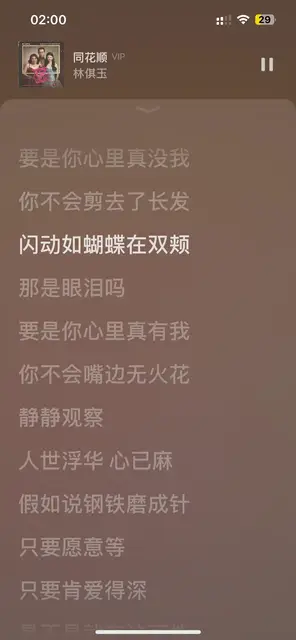 02:00
29
同花顺 VIP
林俱玉
要是你心里真没我
你不会剪去了长发
闪动如蝴蝶在双颊
那是眼泪吗
要是你心里真有我
你不会嘴边无火花
静静观察
人世浮华 心已麻
假如说钢铁磨成针
只要愿意等
只要肯爱得深